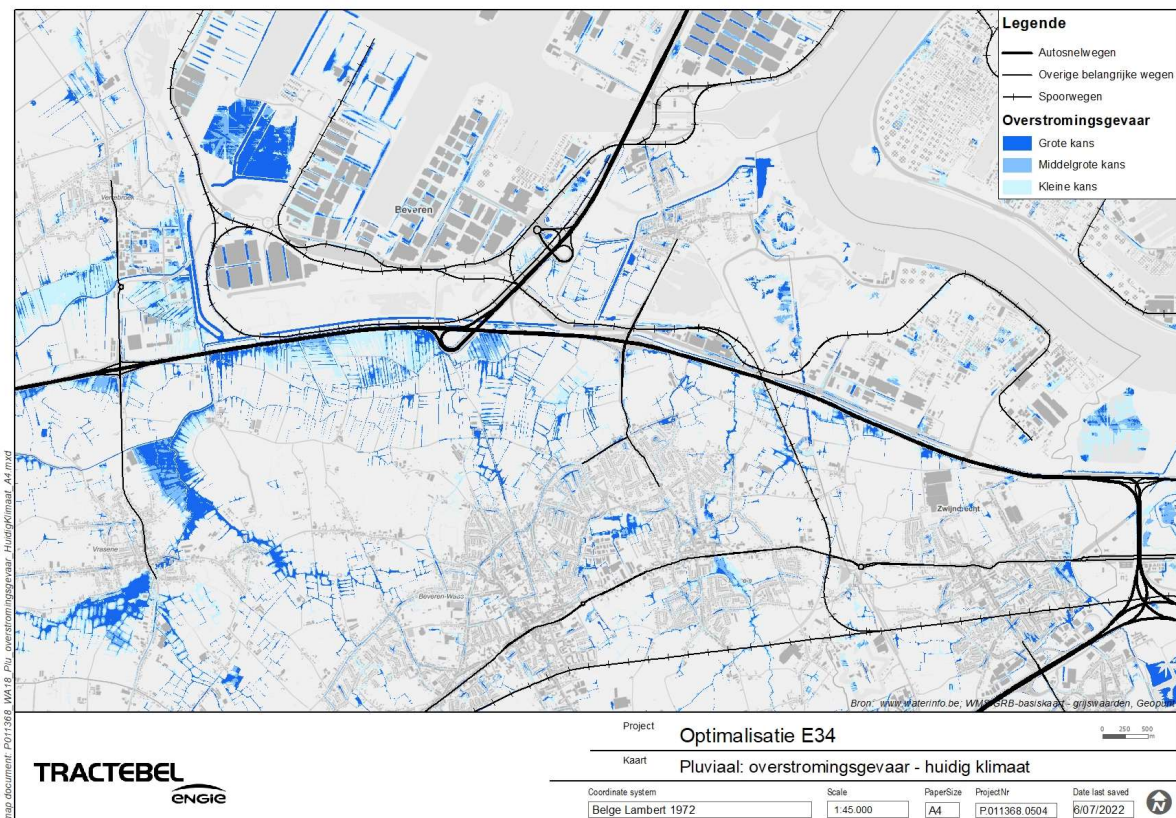 Legende
Autosnelwegen
Overige belangrijke wegen
Spoorwegen
Overstromingsgevaar
Grote kans
Middelgrote kans
Kleine kans
Verrebroek
Beveren
Zwijndrecht
Vrasene
Beveren-Waas
Bron: www.waterinfo.be; WMS GRB-basiskaart - grijswaarden, Geopunt
map document: P011368_WA18_Plu_overstromingsgevaar_HuidigKlimaat_A4.mxd
TRACTEBEL
ENGIE
Project Optimalisatie E34
0 250 500
m
Kaart Pluviaal: overstromingsgevaar - huidig klimaat
Coordinate system Scale PaperSize ProjectNr Date last saved
Belge Lambert 1972 1:45.000 A4 P.011368.0504 6/07/2022
N